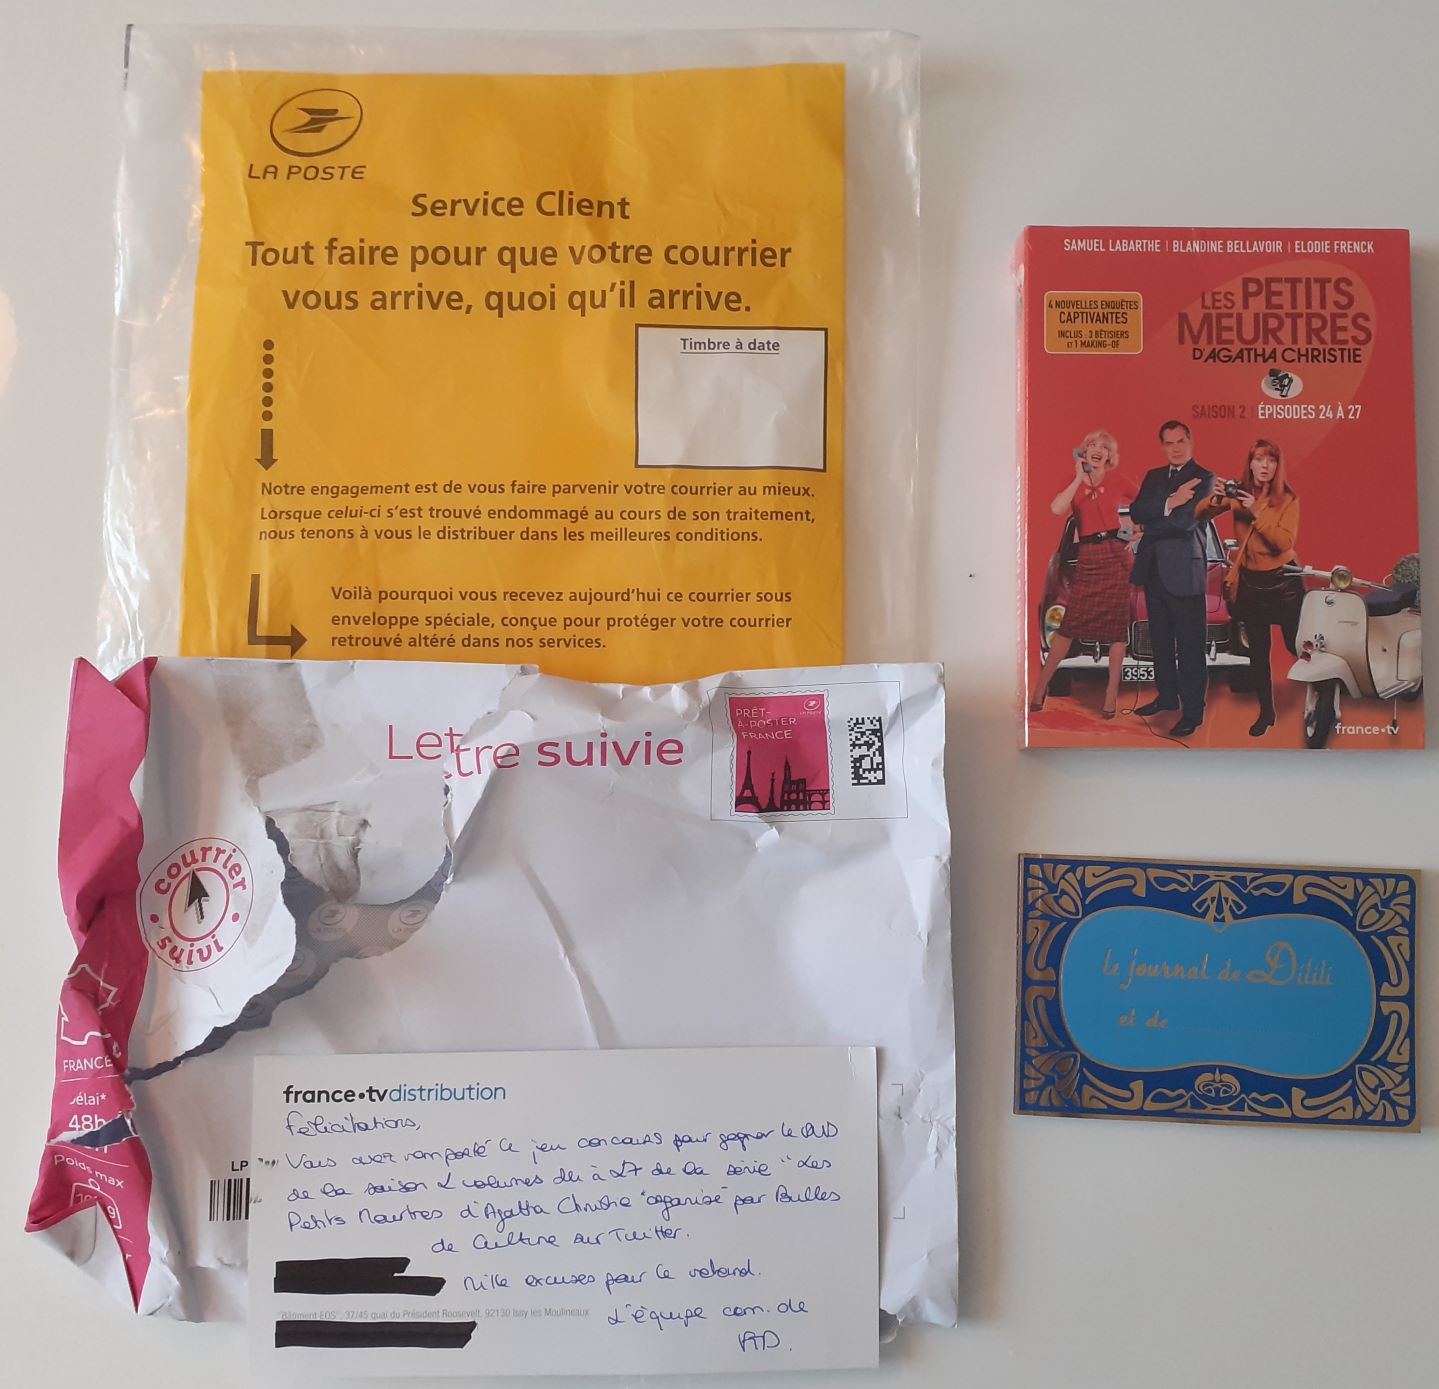 LA POSTE
Service Client
Tout faire pour que votre courrier
vous arrive, quoi qu'il arrive.
Timbre à date
Notre engagement est de vous faire parvenir votre courrier au mieux.
Lorsque celui-ci s'est trouvé endommagé au cours de son traitement,
nous tenons à vous le distribuer dans les meilleures conditions.
Voilà pourquoi vous recevez aujourd'hui ce courrier sous
enveloppe spéciale, conçue pour protéger votre courrier
retrouvé altéré dans nos services.
Lettre suivie
PRÊT-
À-POSTER
FRANCE
courrier
suivi
LA POSTE
FRANCE
48h
Poids max
LP
france•tv distribution
Félicitations,
Vous avez remporté le jeu concours pour gagner le DVD
de la saison 2 volumes 24 à 27 de la série "Les
Petits Meurtres d'Agatha Christie" organisé par Bulles
de Culture sur Twitter.
Mille excuses pour le retard.
"Bâtiment EOS", 37/45 quai du Président Roosevelt, 92130 Issy les Moulineaux
L'équipe com. de
SAMUEL LABARTHE | BLANDINE BELLAVOIR | ELODIE FRENCK
4 NOUVELLES ENQUÊTES
CAPTIVANTES
INCLUS : 3 BÊTISIERS
ET 1 MAKING-OF
LES PETITS
MEURTRES
D'AGATHA CHRISTIE
SAISON 2 | ÉPISODES 24 À 27
3953
france•tv
Le journal de Dilili
et de